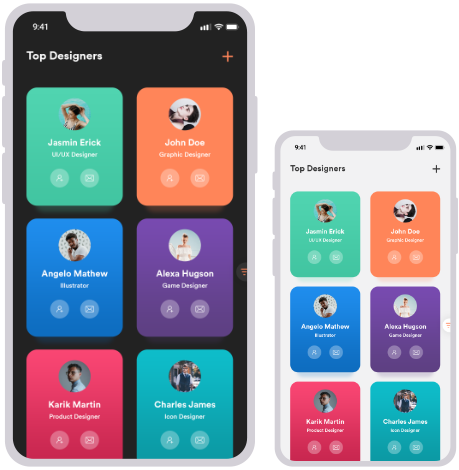 9:41
Top Designers
Jasmin Erick
UI/UX Designer
John Doe
Graphic Designer
Angelo Mathew
Illustrator
Alexa Hugson
Game Designer
Karik Martin
Product Designer
Charles James
Icon Designer
9:41
Top Designers
Jasmin Erick
UI/UX Designer
John Doe
Graphic Designer
Angelo Mathew
Illustrator
Alexa Hugson
Game Designer
Karik Martin
Product Designer
Charles James
Icon Designer